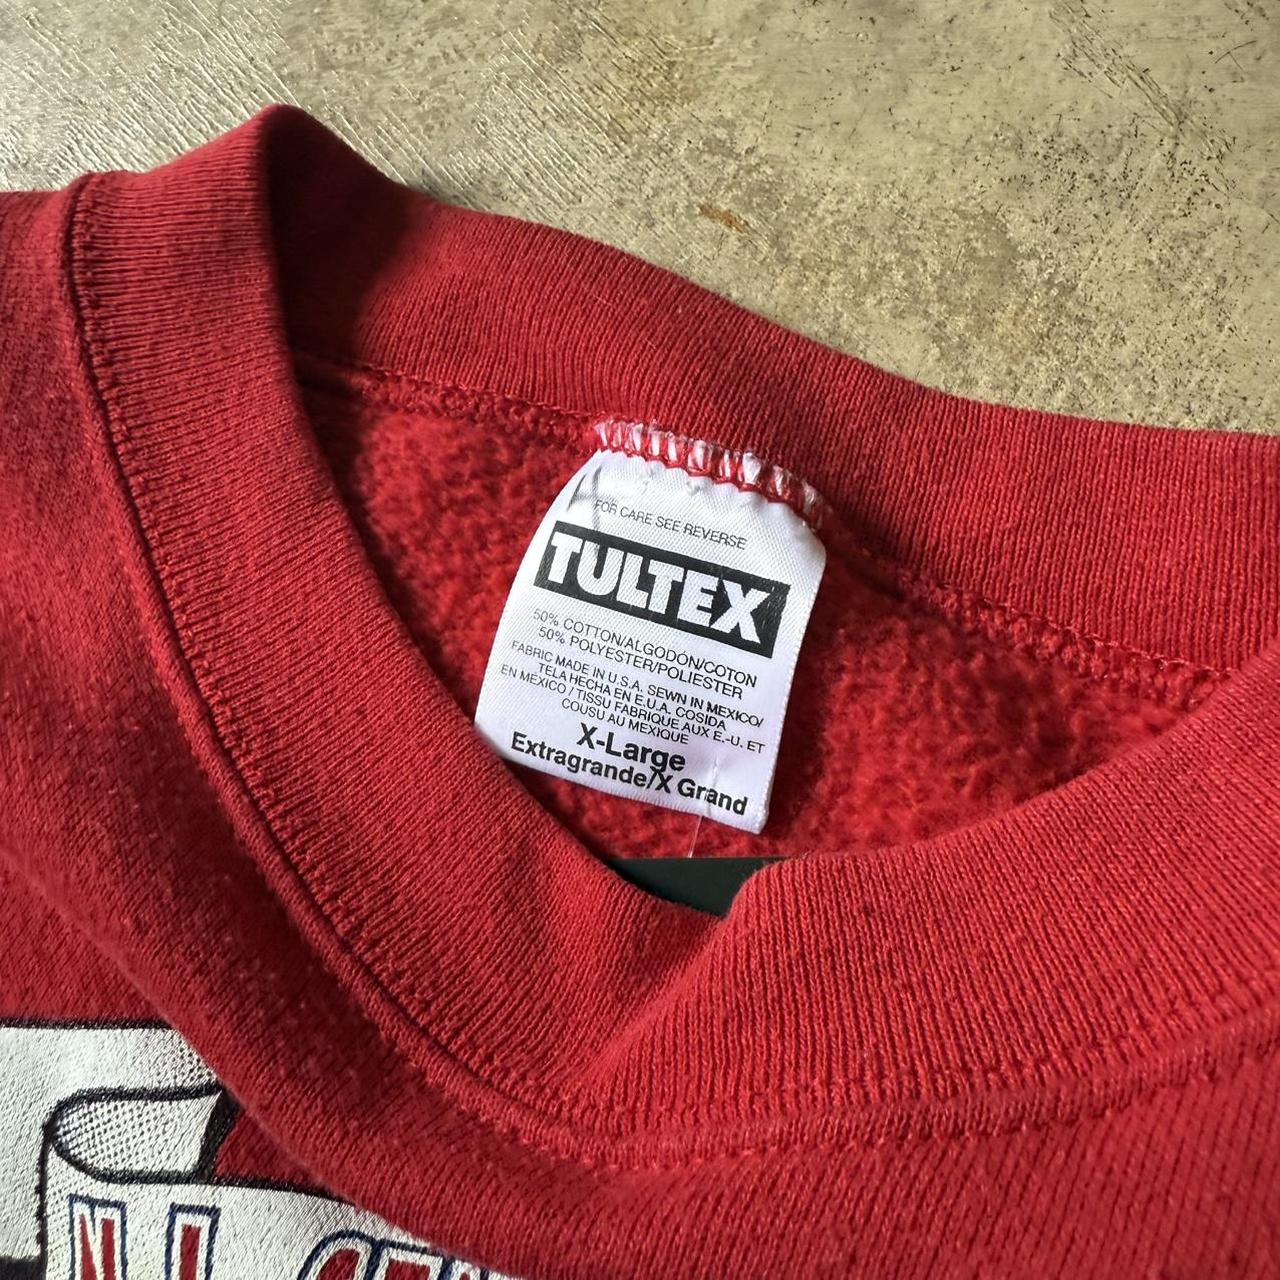 FOR CARE SEE REVERSE
TULTEX
50% COTTON/ALGODÓN/COTON
50% POLYESTER/POLIESTER
FABRIC MADE IN U.S.A. SEWN IN MEXICO/
TELA HECHA EN E.U.A. COSIDA
EN MEXICO / TISSU FABRIQUE AUX E.-U. ET
COUSU AU MEXIQUE
X-Large
Extragrande/X Grand